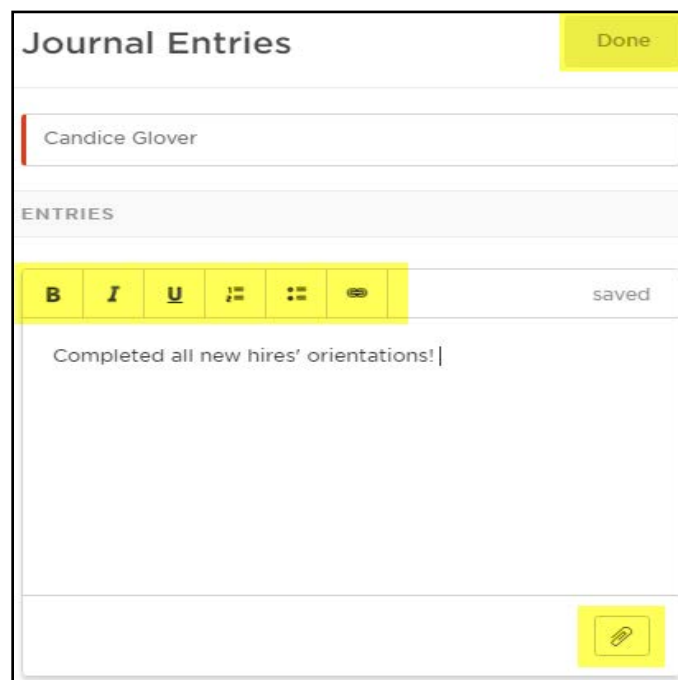 Journal Entries
Done
Candice Glover
ENTRIES
B I U saved
Completed all new hires' orientations!